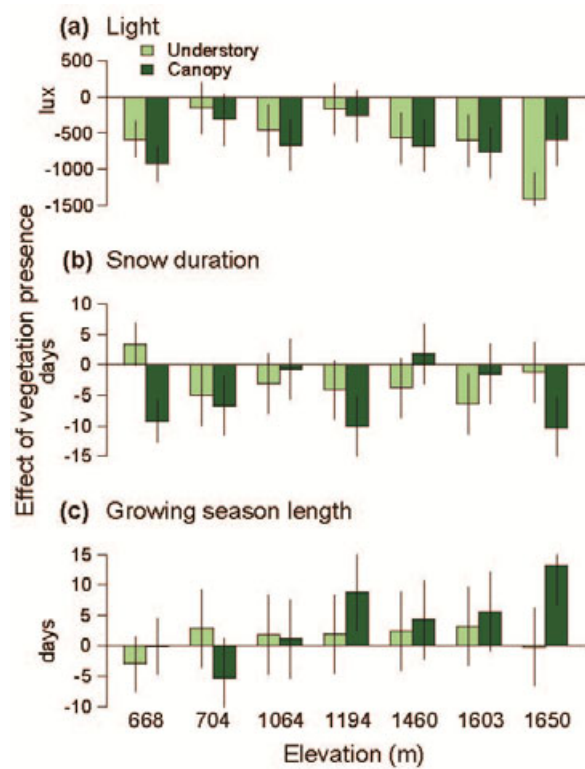 (a) Light
Understory
Canopy
500
0
-500
-1000
-1500
lux
(b) Snow duration
10
5
0
-5
-10
-15
days
Effect of vegetation presence
(c) Growing season length
15
10
5
0
-5
-10
days
668 704 1064 1194 1460 1603 1650
Elevation (m)